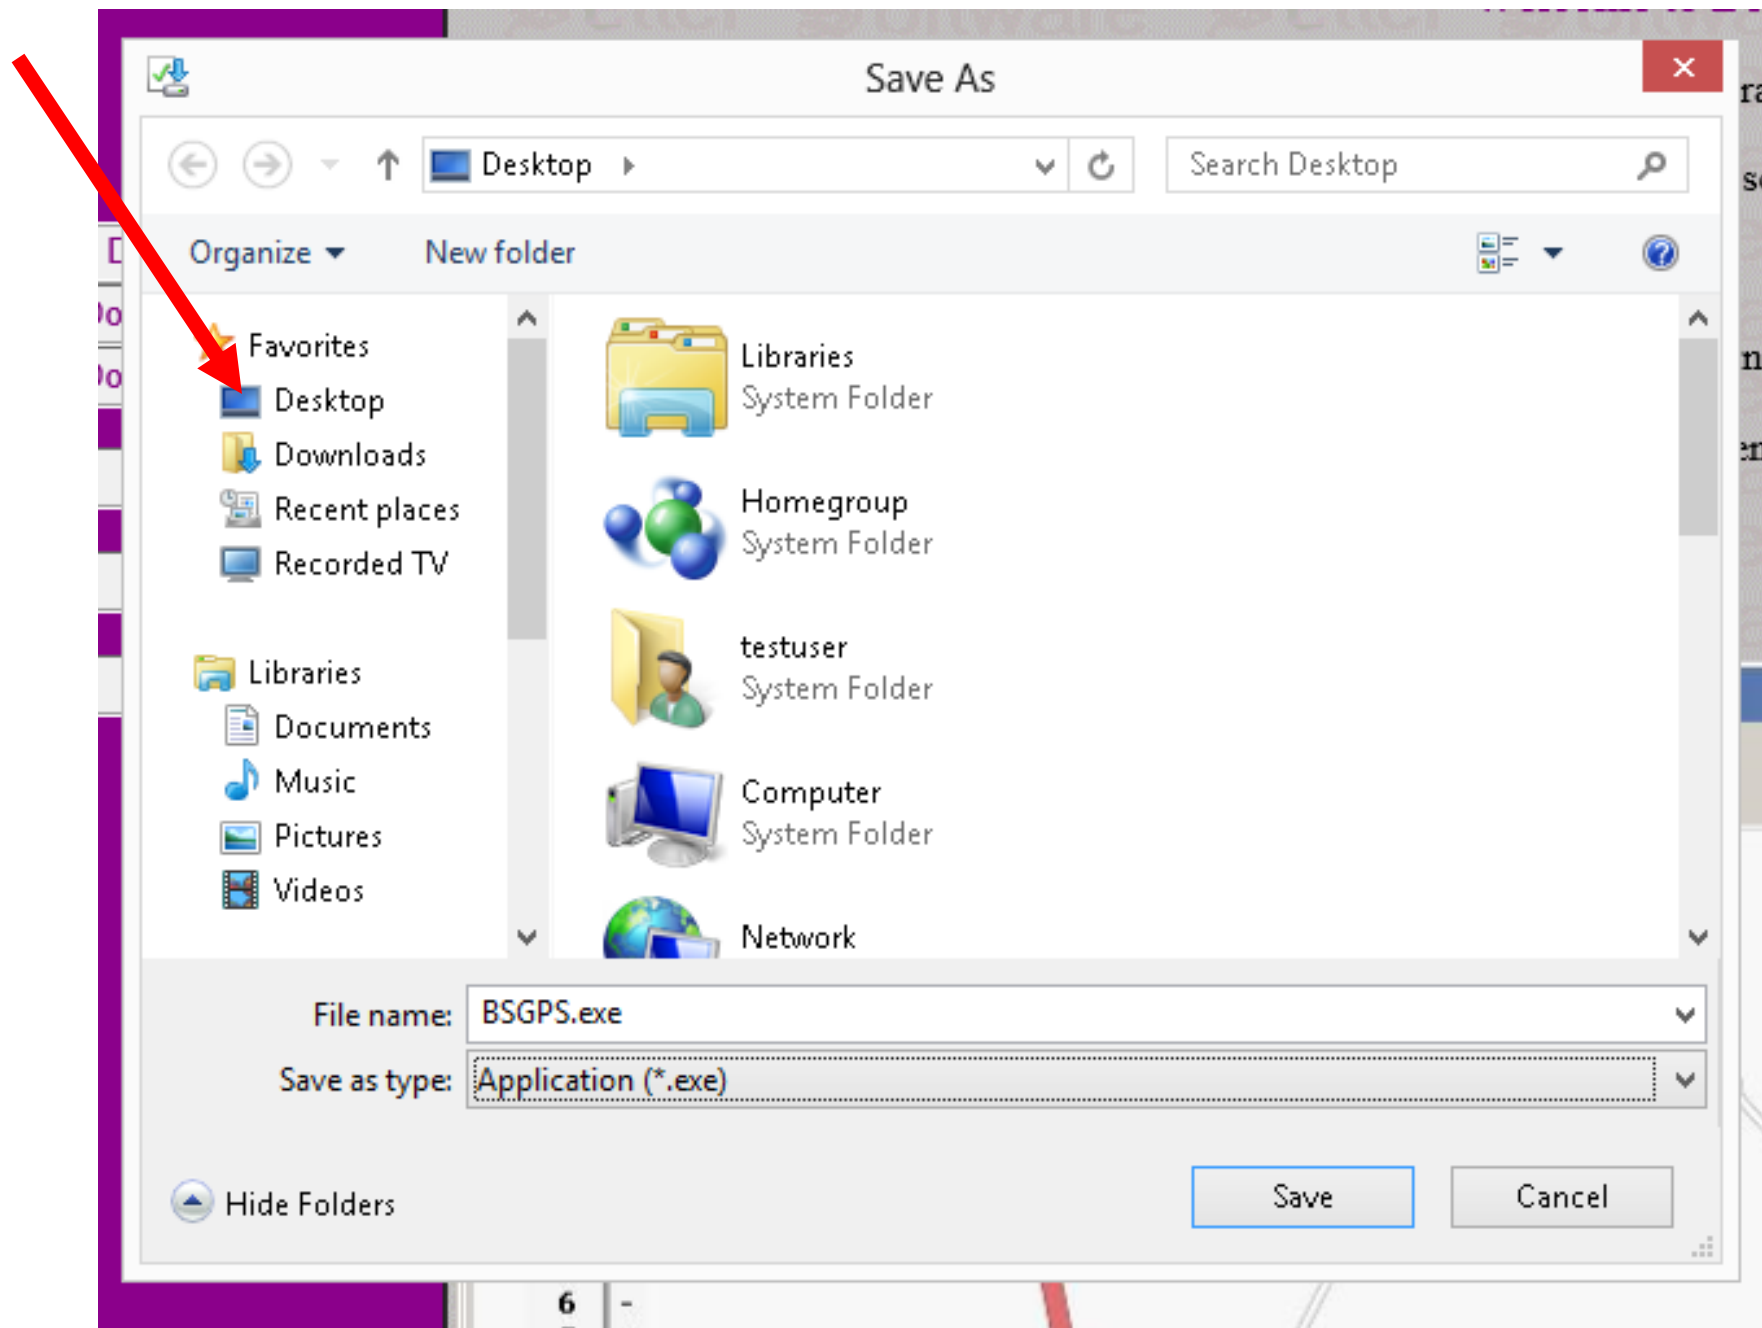 Save As
Desktop
Search Desktop
Organize
New folder
Favorites
Desktop
Downloads
Recent places
Recorded TV
Libraries
Documents
Music
Pictures
Videos
Libraries
System Folder
Homegroup
System Folder
testuser
System Folder
Computer
System Folder
Network
File name: BSGPS.exe
Save as type: Application (*.exe)
Hide Folders
Save
Cancel
6 -